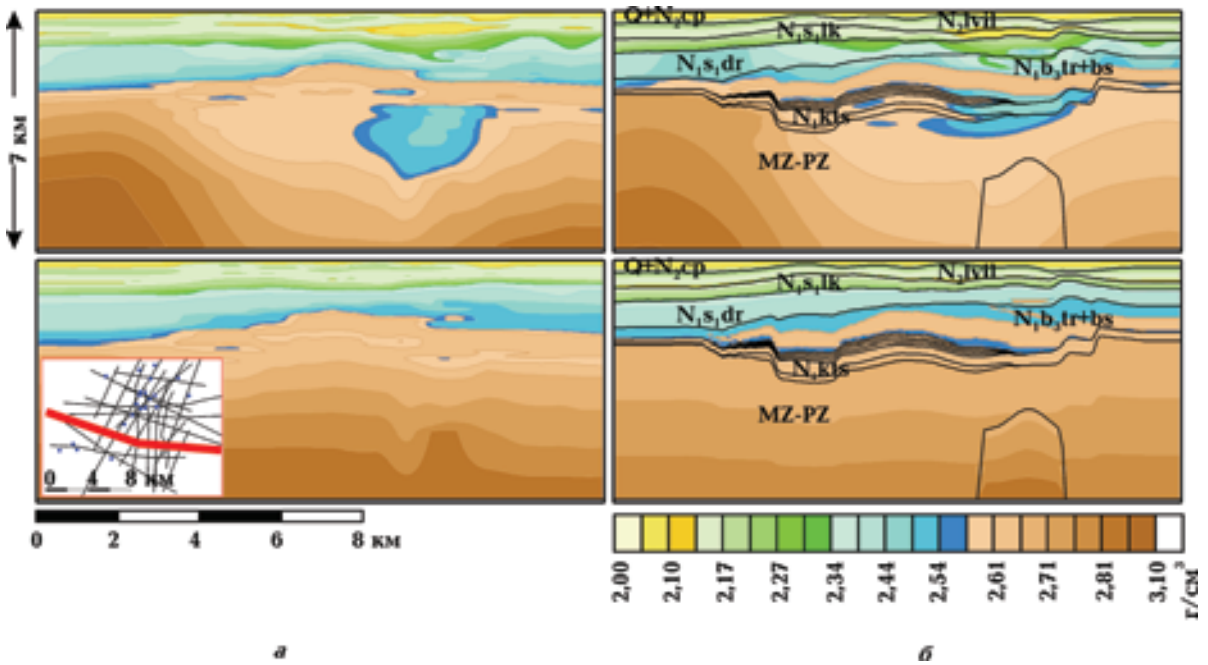 7 км
Q+N₂cp
N₁s₁lk
N₂lvil
N₁s₁dr
N₁b₃tr+bs
N₁kls
MZ-PZ
Q+N₂cp
N₁s₁lk
N₂lvil
N₁s₁dr
N₁b₃tr+bs
N₁kls
MZ-PZ
0 4 8 км
0 2 4 6 8 км
2,00 2,10 2,17 2,27 2,34 2,44 2,54 2,61 2,71 2,81 3,10 г/см³
а б